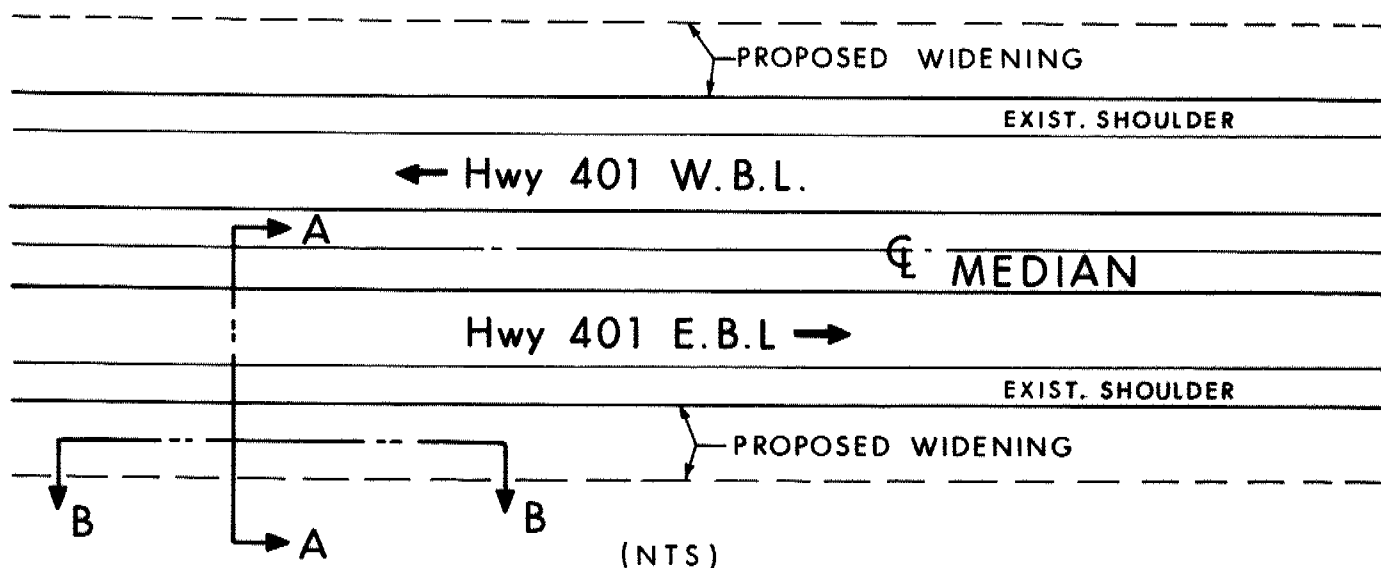 PROPOSED WIDENING
EXIST. SHOULDER
Hwy 401 W.B.L.
A
℄ MEDIAN
Hwy 401 E.B.L
EXIST. SHOULDER
PROPOSED WIDENING
B
B
A
(NTS)